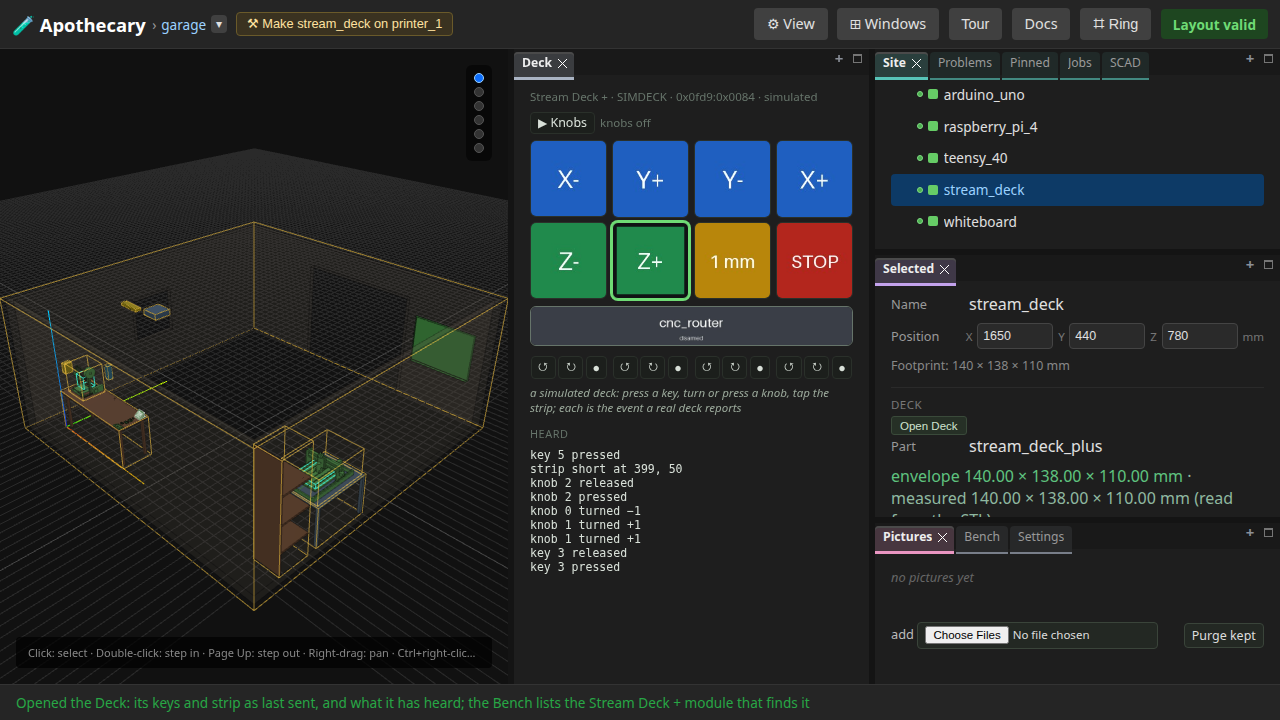 Apothecary › garage ▾ ⚒ Make stream_deck on printer_1
View Windows Tour Docs Ring Layout valid
Deck
Stream Deck + · SIMDECK · 0x0fd9:0x0084 · simulated
▶ Knobs knobs off
X- Y+ Y- X+
Z- Z+ 1 mm STOP
cnc_router
disarmed
↺ ↻ ● ↺ ↻ ● ↺ ↻ ● ↺ ↻ ●
a simulated deck: press a key, turn or press a knob, tap the
strip; each is the event a real deck reports
HEARD
key 5 pressed
strip short at 399, 50
knob 2 released
knob 2 pressed
knob 0 turned −1
knob 1 turned +1
knob 1 turned +1
key 3 released
key 3 pressed
Site Problems Pinned Jobs SCAD
arduino_uno
raspberry_pi_4
teensy_40
stream_deck
whiteboard
Selected
Name stream_deck
Position X 1650 Y 440 Z 780 mm
Footprint: 140 × 138 × 110 mm
DECK
Open Deck
Part stream_deck_plus
envelope 140.00 × 138.00 × 110.00 mm ·
measured 140.00 × 138.00 × 110.00 mm (read
Pictures Bench Settings
no pictures yet
add Choose Files No file chosen Purge kept
Click: select · Double-click: step in · Page Up: step out · Right-drag: pan · Ctrl+right-clic…
Opened the Deck: its keys and strip as last sent, and what it has heard; the Bench lists the Stream Deck + module that finds it